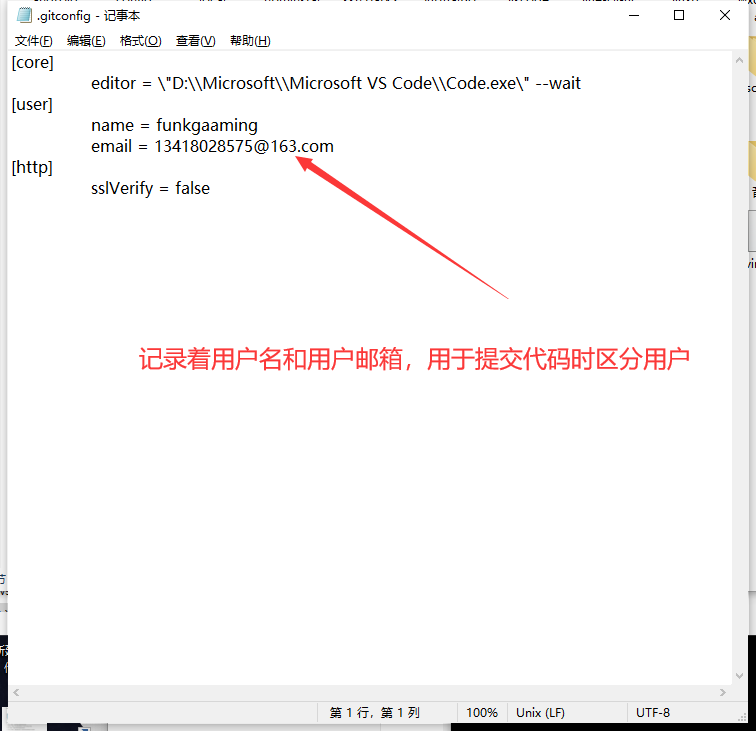 .gitconfig - 记事本
文件(F) 编辑(E) 格式(O) 查看(V) 帮助(H)
[core]
editor = \"D:\\Microsoft\\Microsoft VS Code\\Code.exe\" --wait
[user]
name = funkgaaming
email = 13418028575@163.com
[http]
sslVerify = false
记录着用户名和用户邮箱，用于提交代码时区分用户
第 1 行，第 1 列 100% Unix (LF) UTF-8